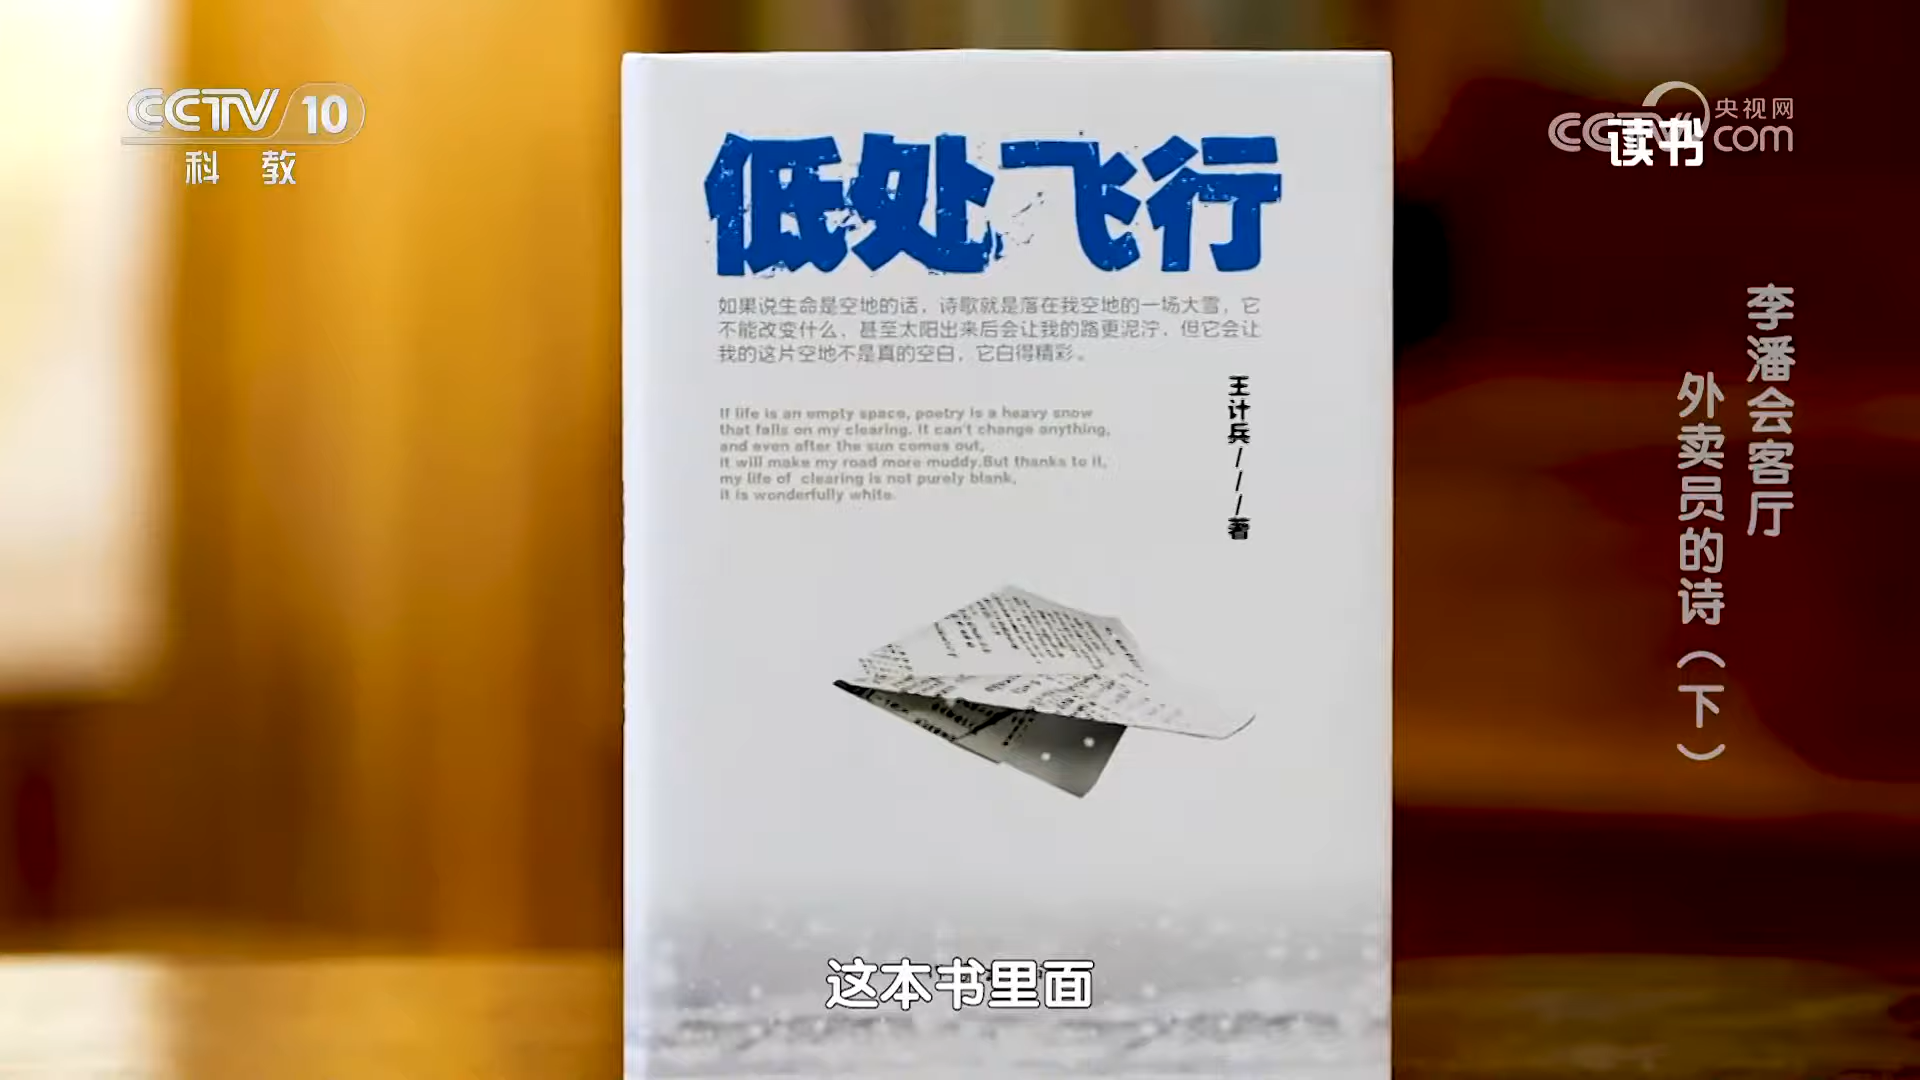 CCTV 10
科 教
央视网
CCTV.com
读书
李潘会客厅
外卖员的诗（下）
低处飞行
如果说生命是空地的话，诗歌就是落在我空地的一场大雪，它
不能改变什么，甚至太阳出来后会让我的路更泥泞，但它会让
我的这片空地不是真的空白，它白得精彩。
王计兵///著
If life is an empty space, poetry is a heavy snow
that falls on my clearing. It can't change anything,
and even after the sun comes out,
it will make my road more muddy.But thanks to it,
my life of clearing is not purely blank,
it is wonderfully white.
这本书里面